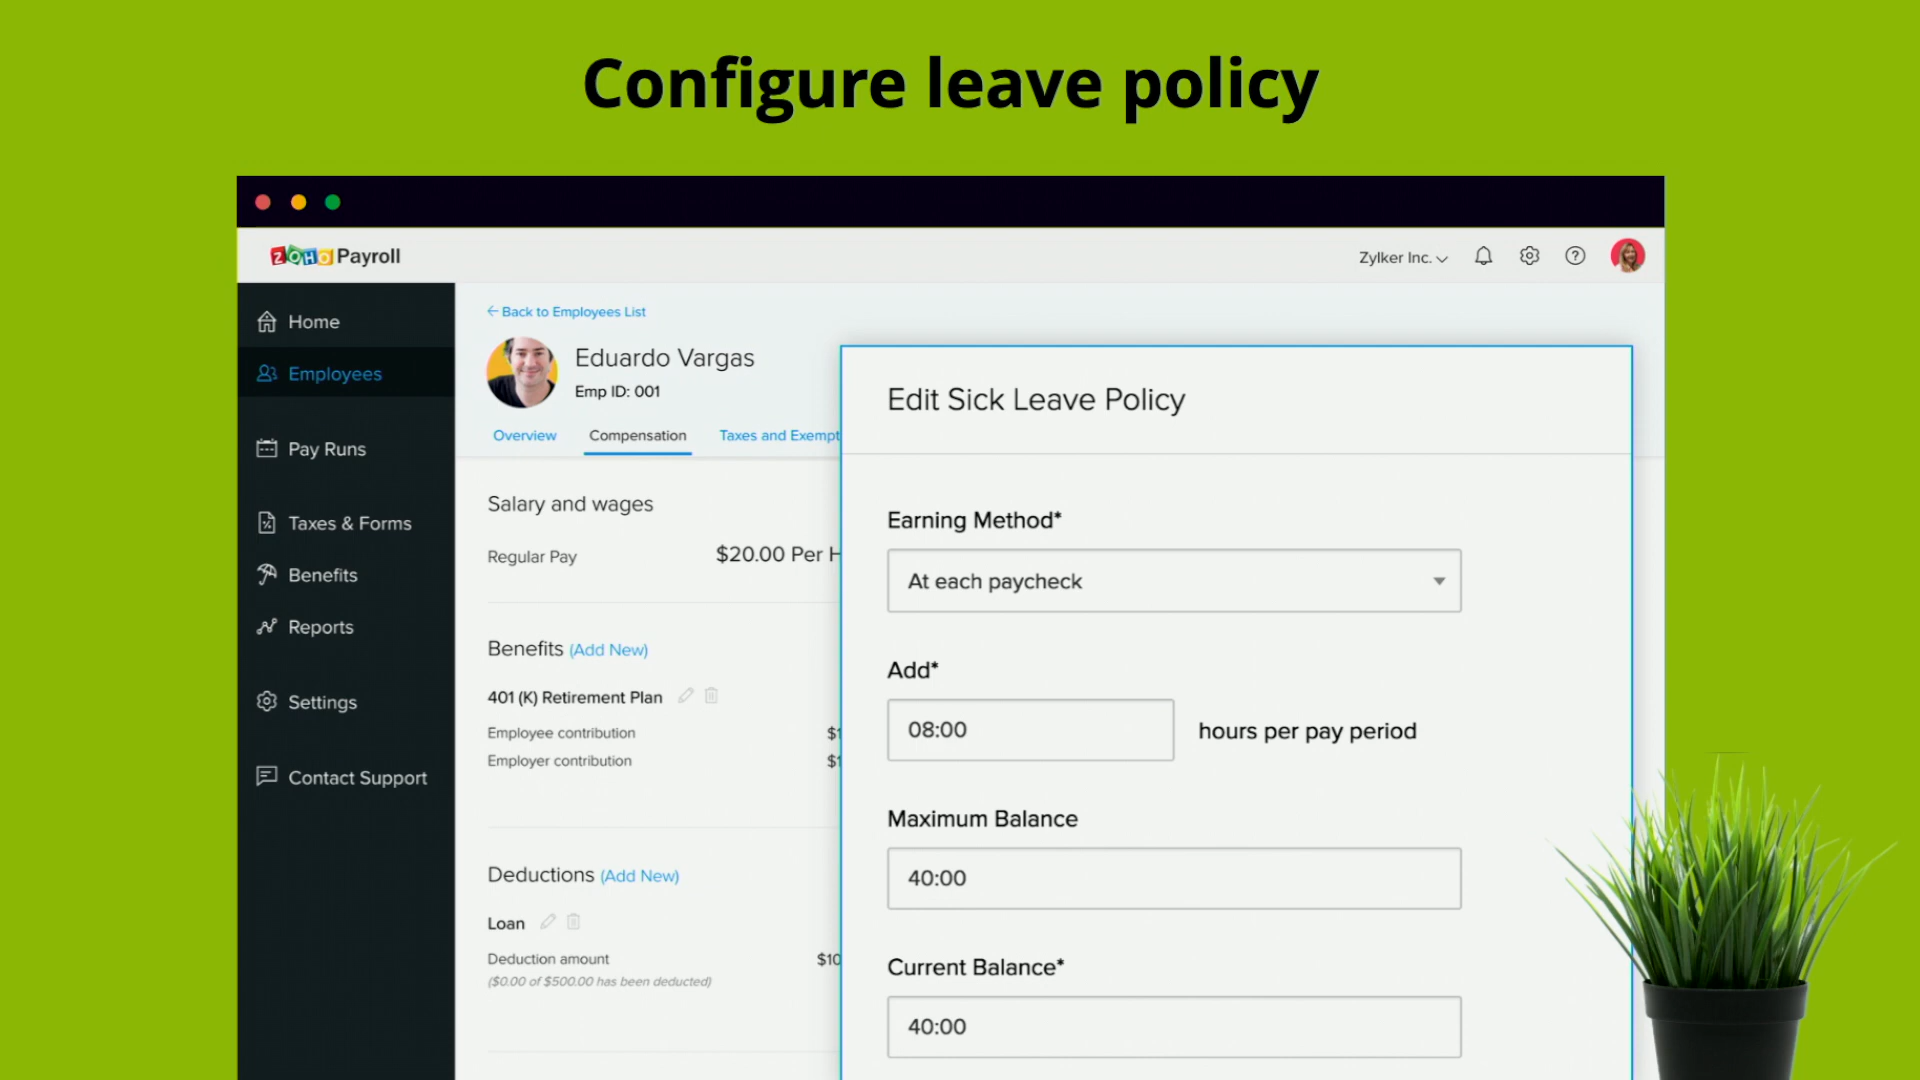 Configure leave policy
ZOHO Payroll
Zylker Inc.
Home
Employees
Pay Runs
Taxes & Forms
Benefits
Reports
Settings
Contact Support
← Back to Employees List
Eduardo Vargas
Emp ID: 001
Overview Compensation Taxes and Exempt
Salary and wages
Regular Pay $20.00 Per H
Benefits (Add New)
401 (K) Retirement Plan
Employee contribution $1
Employer contribution $1
Deductions (Add New)
Loan
Deduction amount $10
($0.00 of $500.00 has been deducted)
Edit Sick Leave Policy
Earning Method*
At each paycheck
Add*
08:00 hours per pay period
Maximum Balance
40:00
Current Balance*
40:00